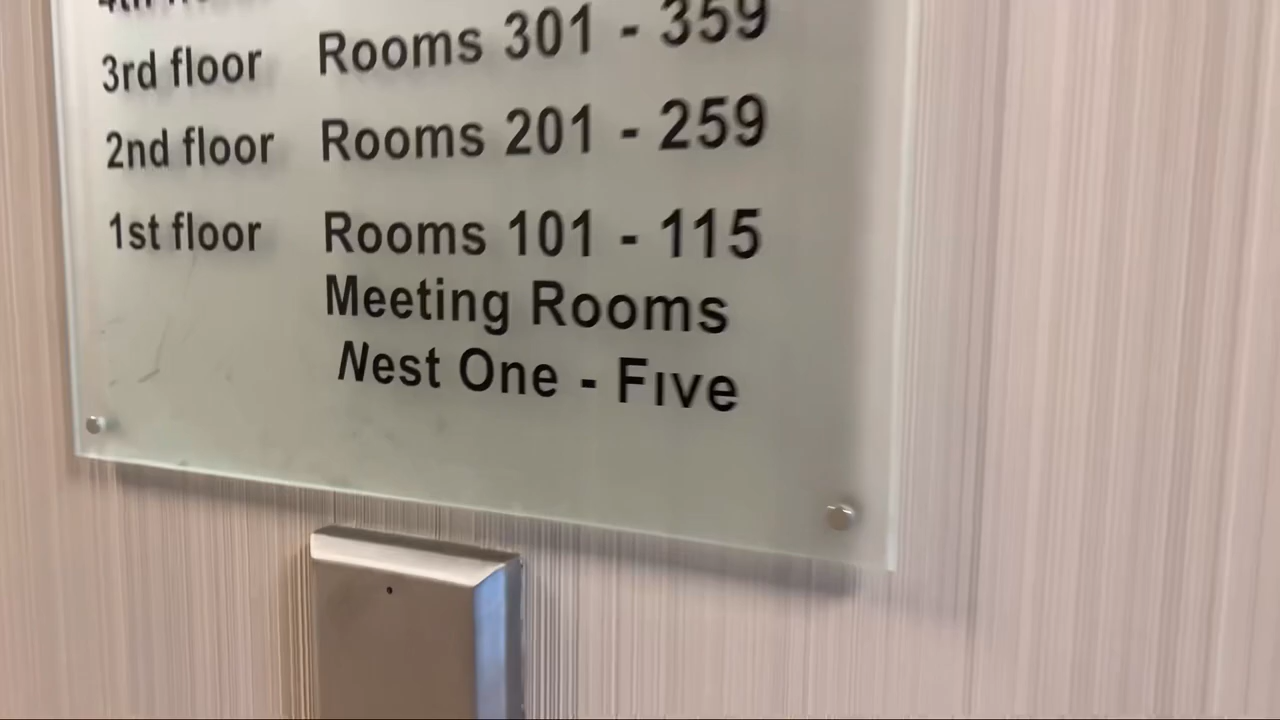 4th
3rd floor Rooms 301 - 359
2nd floor Rooms 201 - 259
1st floor Rooms 101 - 115
Meeting Rooms
Nest One - Five